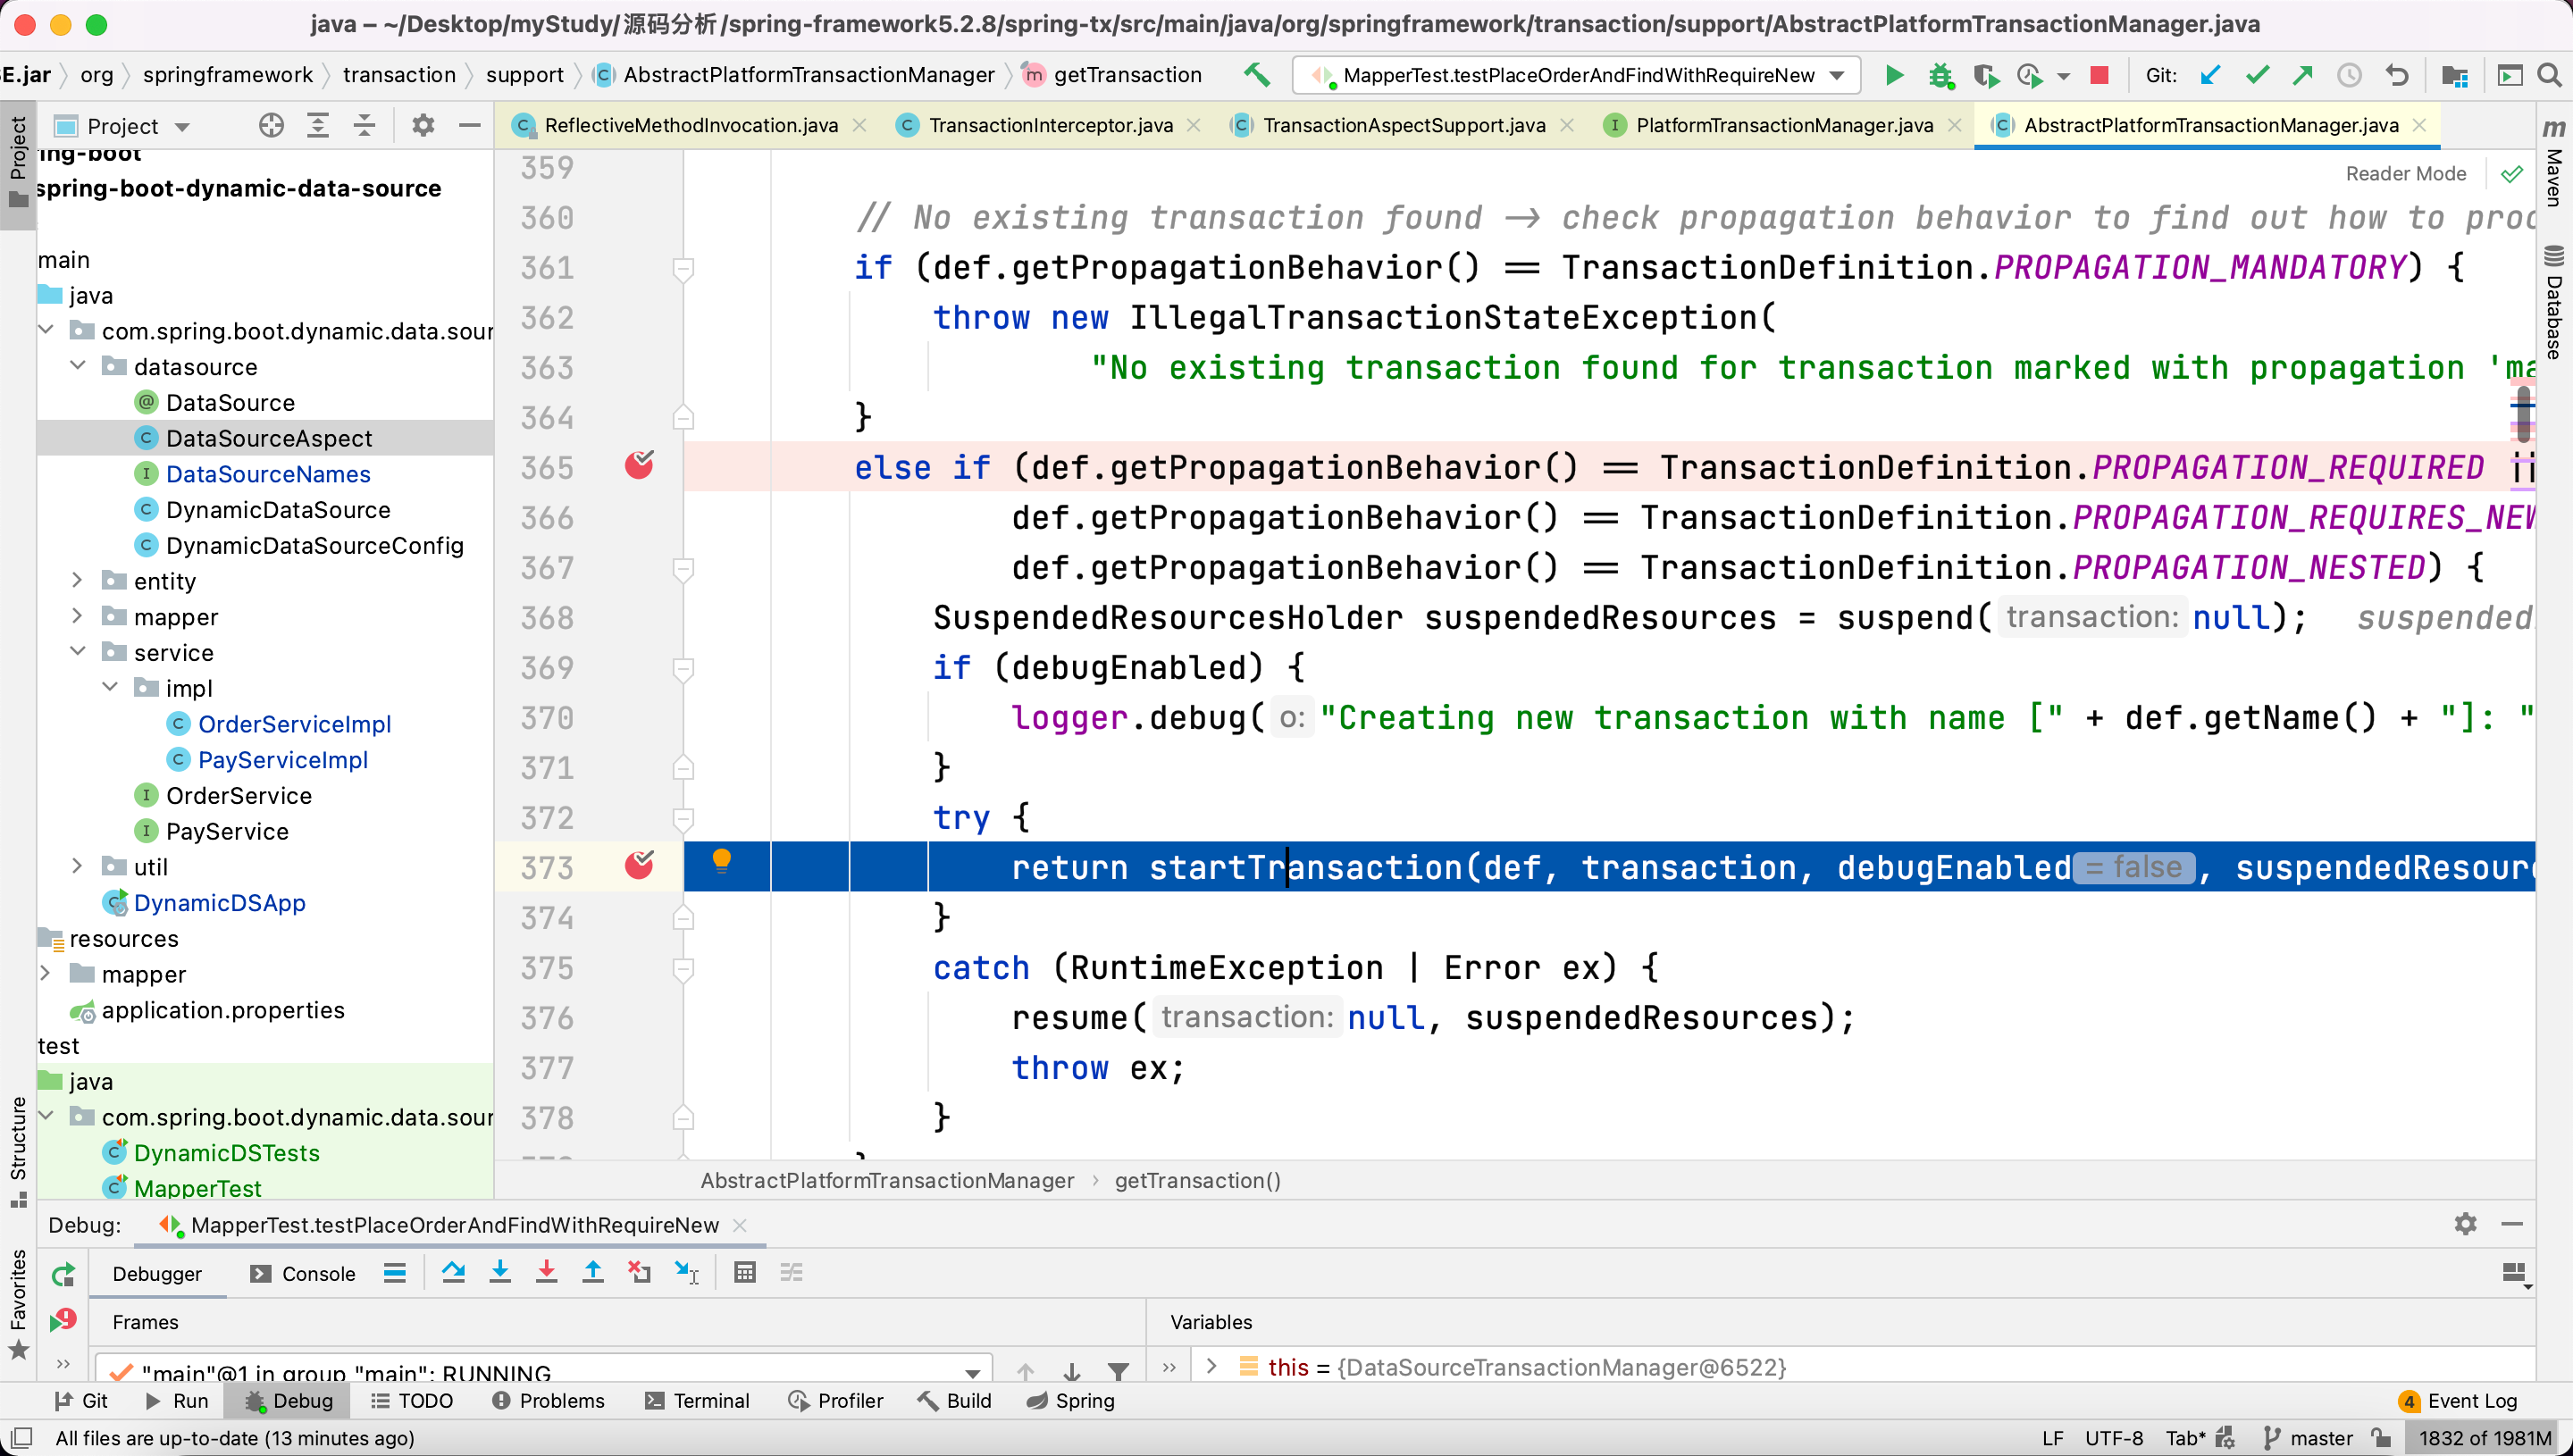 java – ~/Desktop/myStudy/源码分析/spring-framework5.2.8/spring-tx/src/main/java/org/springframework/transaction/support/AbstractPlatformTransactionManager.java
E.jar org springframework transaction support AbstractPlatformTransactionManager getTransaction MapperTest.testPlaceOrderAndFindWithRequireNew Git:
Project
ReflectiveMethodInvocation.java TransactionInterceptor.java TransactionAspectSupport.java PlatformTransactionManager.java AbstractPlatformTransactionManager.java
Reader Mode
Project
Structure
Favorites
Maven
Database
ing-boot
spring-boot-dynamic-data-source
main
java
com.spring.boot.dynamic.data.sour
datasource
DataSource
DataSourceAspect
DataSourceNames
DynamicDataSource
DynamicDataSourceConfig
entity
mapper
service
impl
OrderServiceImpl
PayServiceImpl
OrderService
PayService
util
DynamicDSApp
resources
mapper
application.properties
test
java
com.spring.boot.dynamic.data.sour
DynamicDSTests
MapperTest
359
360 // No existing transaction found -> check propagation behavior to find out how to proc
361 if (def.getPropagationBehavior() == TransactionDefinition.PROPAGATION_MANDATORY) {
362 throw new IllegalTransactionStateException(
363 "No existing transaction found for transaction marked with propagation 'ma
364 }
365 else if (def.getPropagationBehavior() == TransactionDefinition.PROPAGATION_REQUIRED ||
366 def.getPropagationBehavior() == TransactionDefinition.PROPAGATION_REQUIRES_NEW
367 def.getPropagationBehavior() == TransactionDefinition.PROPAGATION_NESTED) {
368 SuspendedResourcesHolder suspendedResources = suspend( transaction: null); suspended
369 if (debugEnabled) {
370 logger.debug( o: "Creating new transaction with name [" + def.getName() + "]: "
371 }
372 try {
373 return startTransaction(def, transaction, debugEnabled = false , suspendedResourc
374 }
375 catch (RuntimeException | Error ex) {
376 resume( transaction: null, suspendedResources);
377 throw ex;
378 }
AbstractPlatformTransactionManager › getTransaction()
Debug: MapperTest.testPlaceOrderAndFindWithRequireNew
Debugger Console
Frames
Variables
"main"@1 in group "main": RUNNING
this = {DataSourceTransactionManager@6522}
Git Run Debug TODO Problems Terminal Profiler Build Spring 4 Event Log
All files are up-to-date (13 minutes ago) LF UTF-8 Tab* master 1832 of 1981M